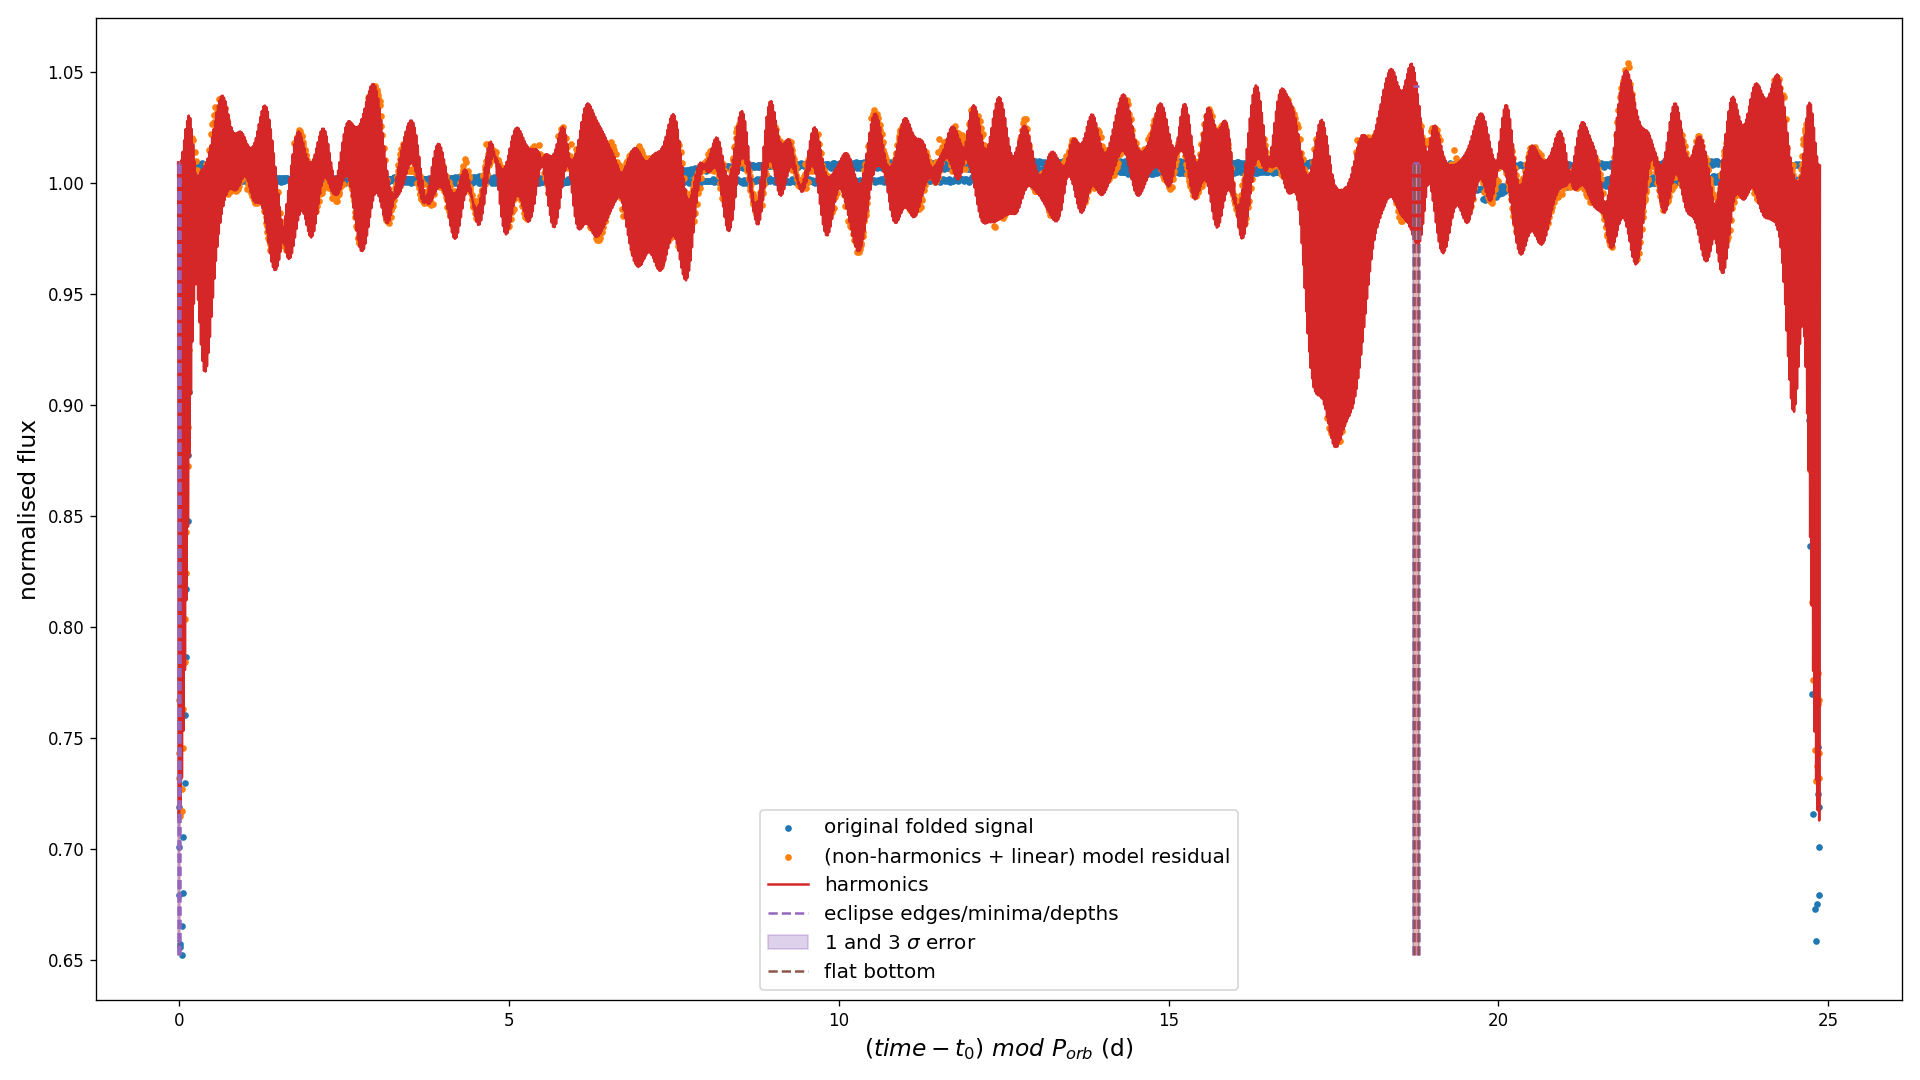 normalised flux
1.05
1.00
0.95
0.90
0.85
0.80
0.75
0.70
0.65
original folded signal
(non-harmonics + linear) model residual
harmonics
eclipse edges/minima/depths
1 and 3 σ error
flat bottom
0
5
10
15
20
25
(time − t₀) mod Pₒᵣb (d)